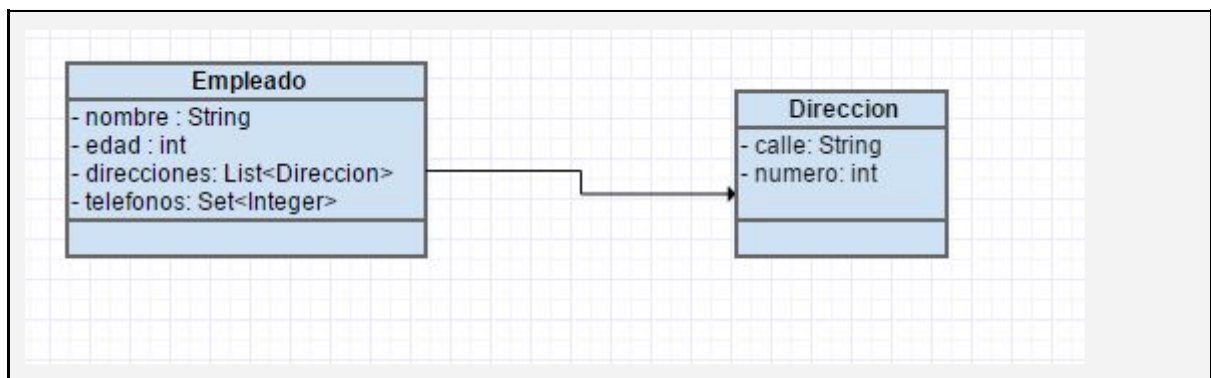 Empleado
- nombre : String
- edad : int
- direcciones: List<Direccion>
- telefonos: Set<Integer>
Direccion
- calle: String
- numero: int